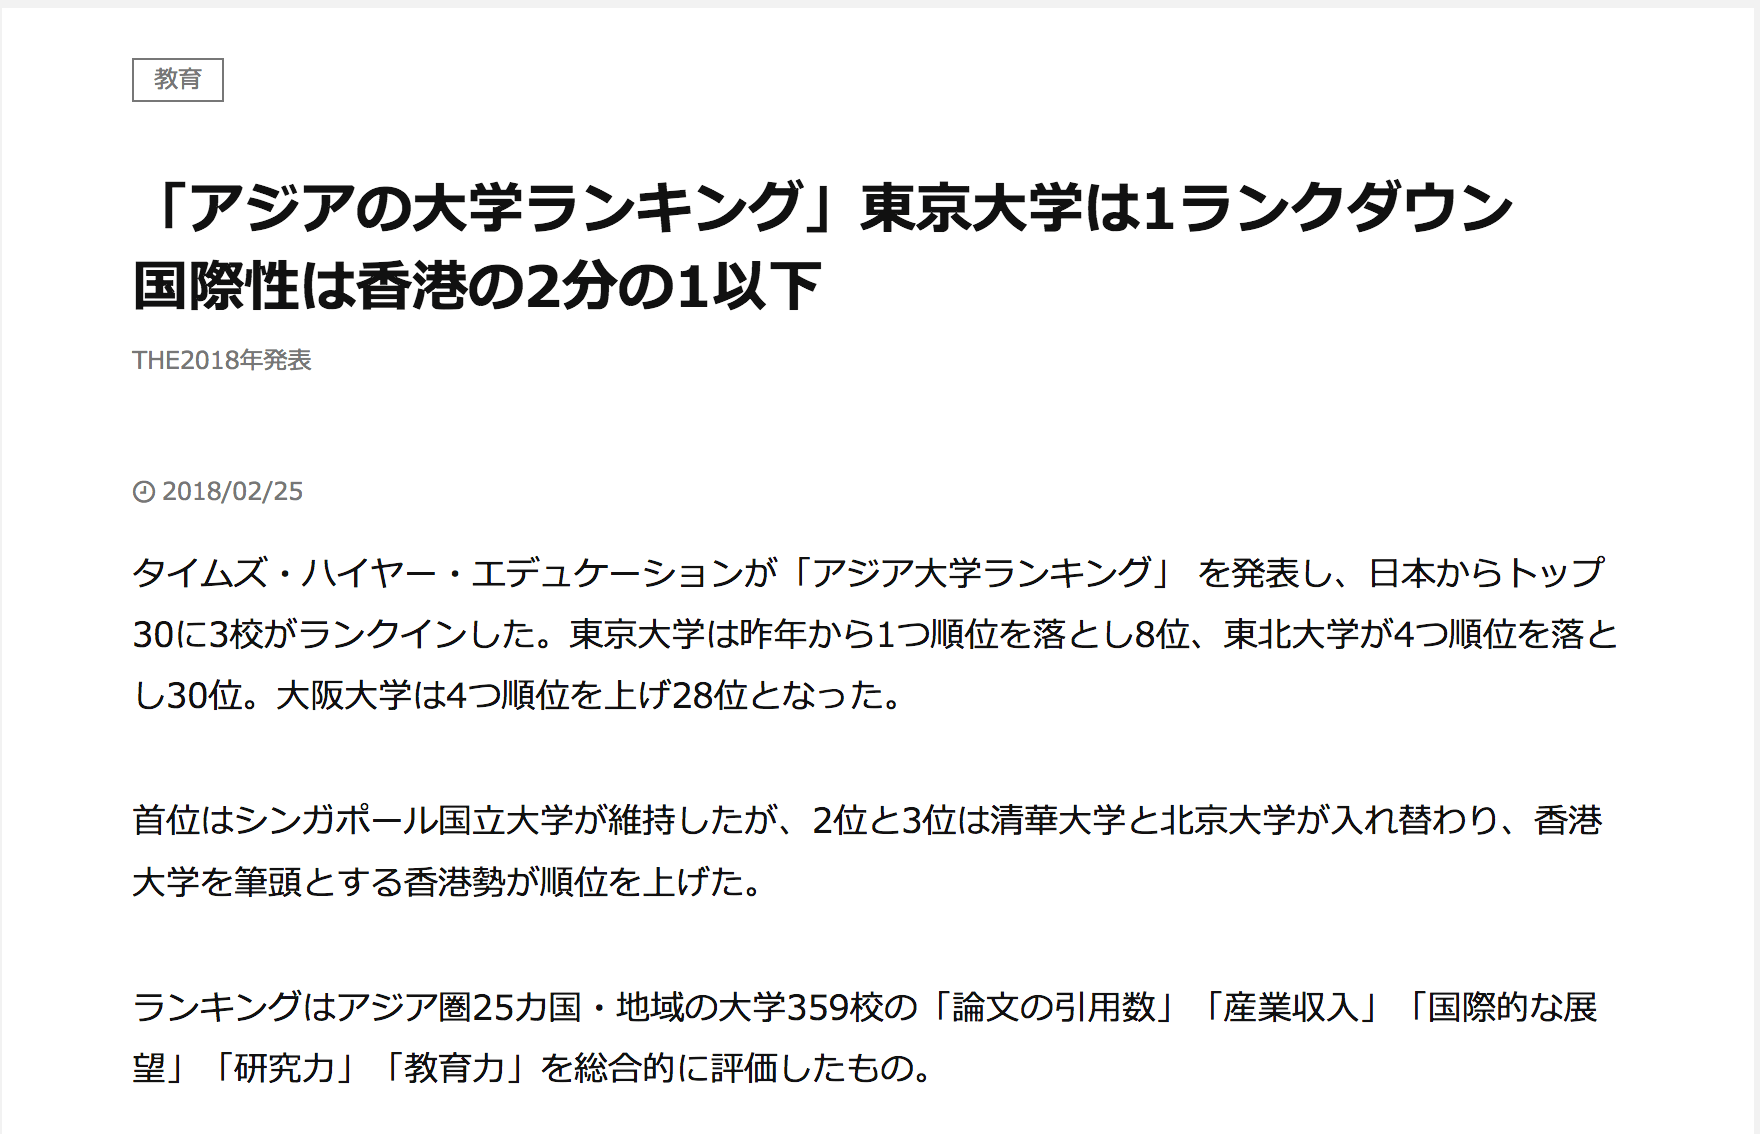 教育
「アジアの大学ランキング」東京大学は1ランクダウン
国際性は香港の2分の1以下
THE2018年発表
2018/02/25
タイムズ・ハイヤー・エデュケーションが「アジア大学ランキング」 を発表し、日本からトップ
30に3校がランクインした。東京大学は昨年から1つ順位を落とし8位、東北大学が4つ順位を落と
し30位。大阪大学は4つ順位を上げ28位となった。
首位はシンガポール国立大学が維持したが、2位と3位は清華大学と北京大学が入れ替わり、香港
大学を筆頭とする香港勢が順位を上げた。
ランキングはアジア圏25カ国・地域の大学359校の「論文の引用数」「産業収入」「国際的な展
望」「研究力」「教育力」を総合的に評価したもの。